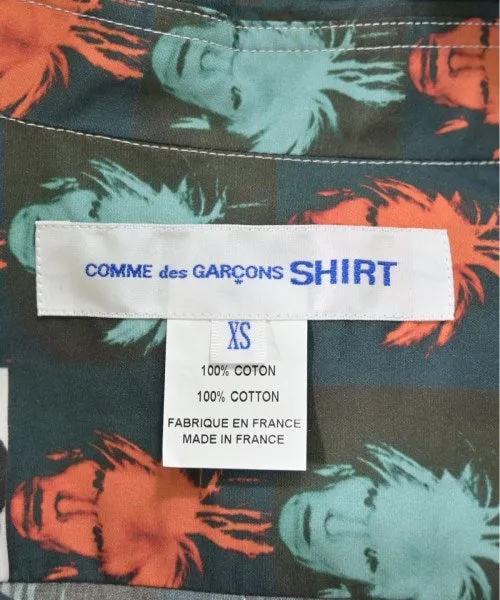 COMME des GARÇONS SHIRT
XS
100% COTON
100% COTTON
FABRIQUE EN FRANCE
MADE IN FRANCE